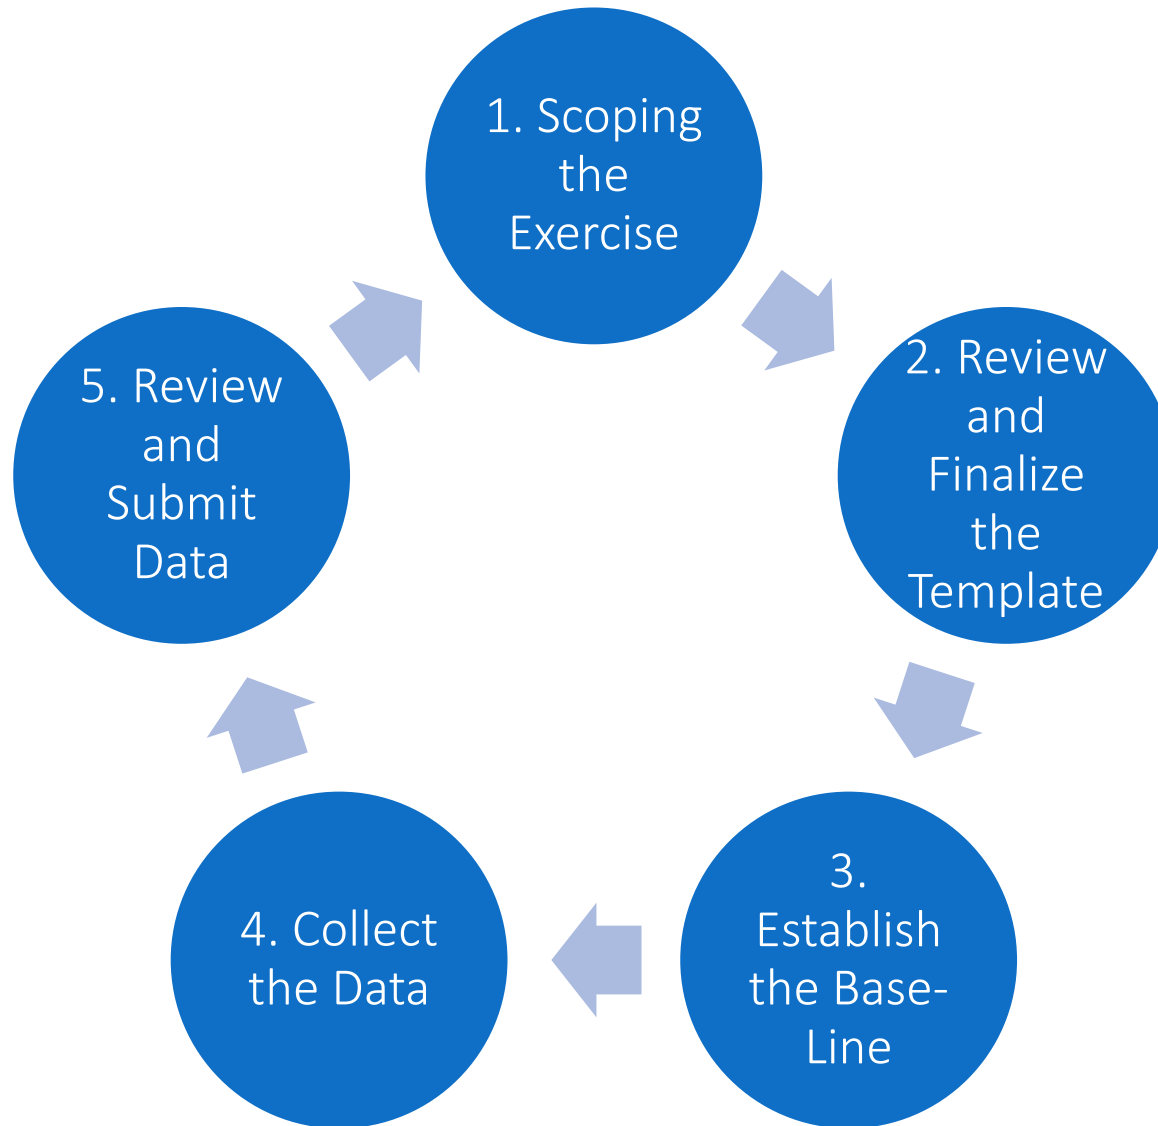 1. Scoping
the
Exercise
2. Review
and
Finalize
the
Template
3.
Establish
the Base-
Line
4. Collect
the Data
5. Review
and
Submit
Data